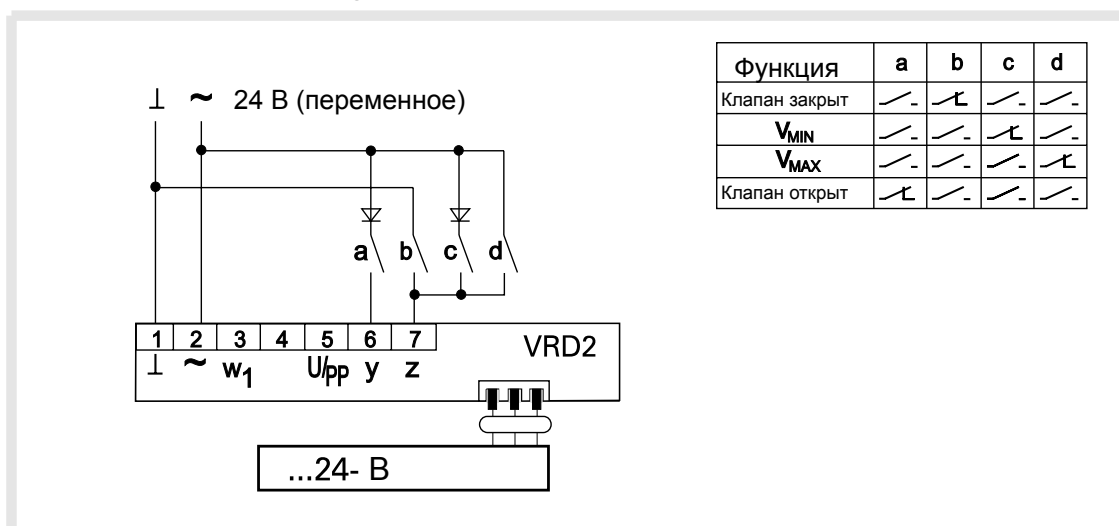 Функция a b c d
Клапан закрыт
VMIN
VMAX
Клапан открыт
⊥ ~ 24 В (переменное)
a b c d
1 2 3 4 5 6 7
⊥ ~ w1 U/pp y z
VRD2
...24- В